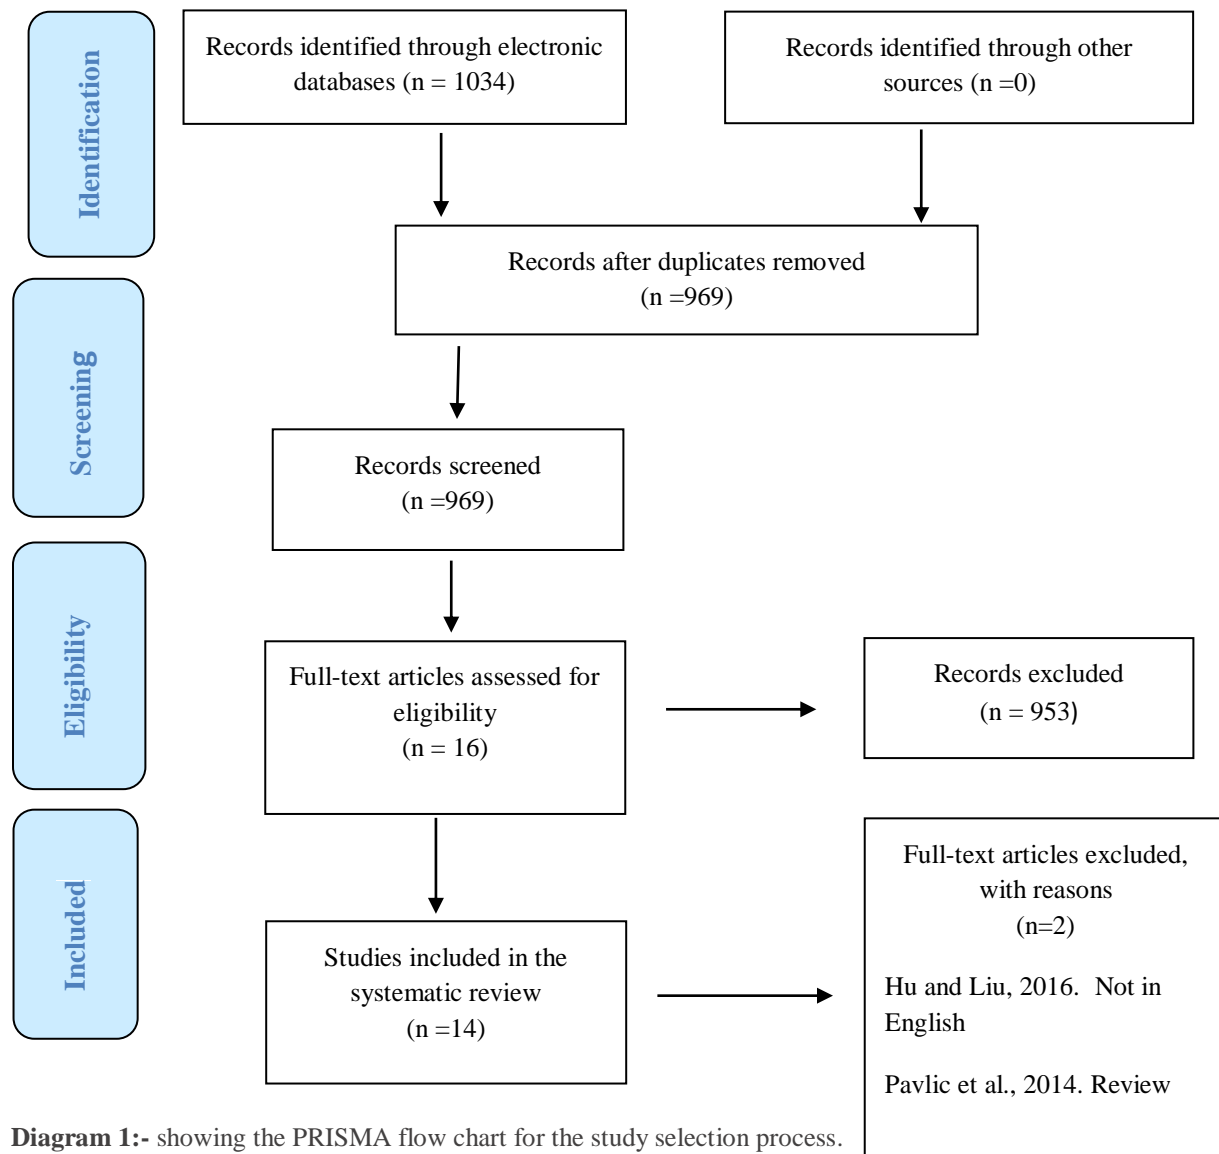 Identification
Records identified through electronic
databases (n = 1034)
Records identified through other
sources (n =0)
Records after duplicates removed
(n =969)
Screening
Records screened
(n =969)
Eligibility
Full-text articles assessed for
eligibility
(n = 16)
Records excluded
(n = 953)
Included
Studies included in the
systematic review
(n =14)
Full-text articles excluded,
with reasons
(n=2)
Hu and Liu, 2016.  Not in
English
Pavlic et al., 2014. Review
Diagram 1:- showing the PRISMA flow chart for the study selection process.